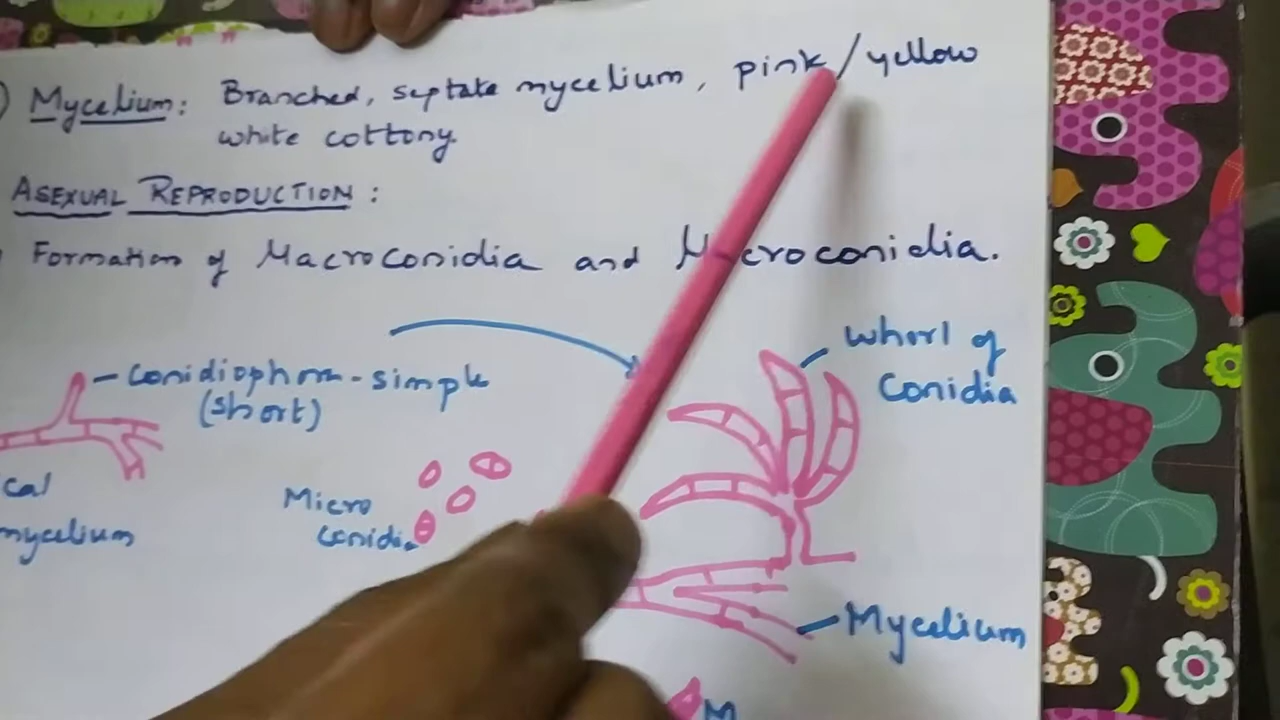 ) Mycelium: Branched, septate mycelium, pink/yellow
white cottony.
ASEXUAL REPRODUCTION:
Formation of Macroconidia and Microconidia.
Whorl of
Conidia
Conidiophore-simple
(short)
cal
mycelium
Micro
Conidia
Mycelium
M